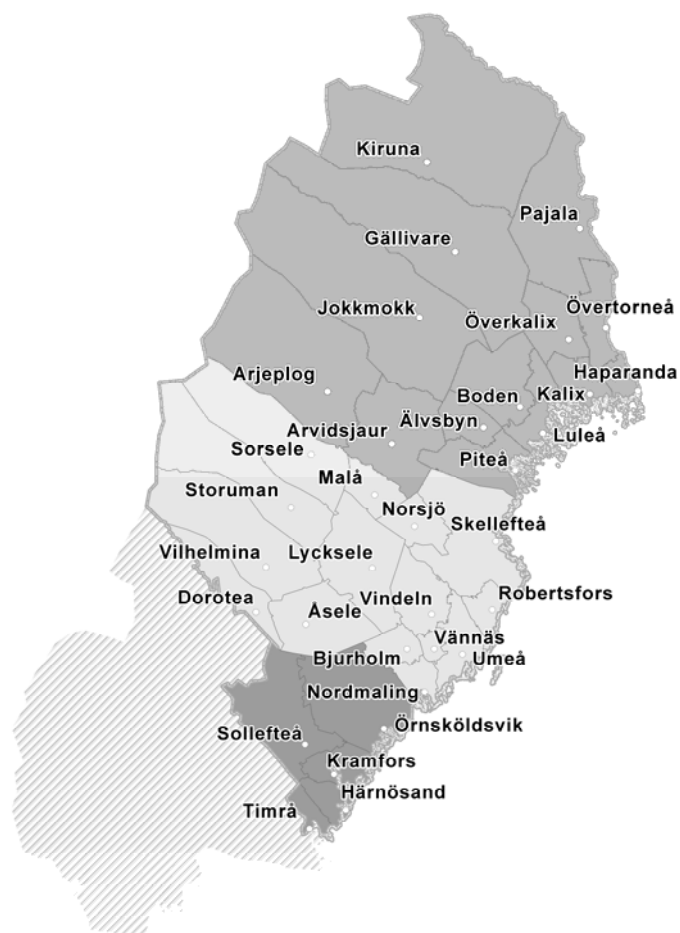 Kiruna
Pajala
Gällivare
Jokkmokk
Övertorneå
Överkalix
Haparanda
Arjeplog
Boden
Kalix
Älvsbyn
Arvidsjaur
Luleå
Sorsele
Piteå
Malå
Storuman
Norsjö
Skellefteå
Vilhelmina
Lycksele
Robertsfors
Dorotea
Vindeln
Åsele
Vännäs
Bjurholm
Umeå
Nordmaling
Örnsköldsvik
Sollefteå
Kramfors
Härnösand
Timrå